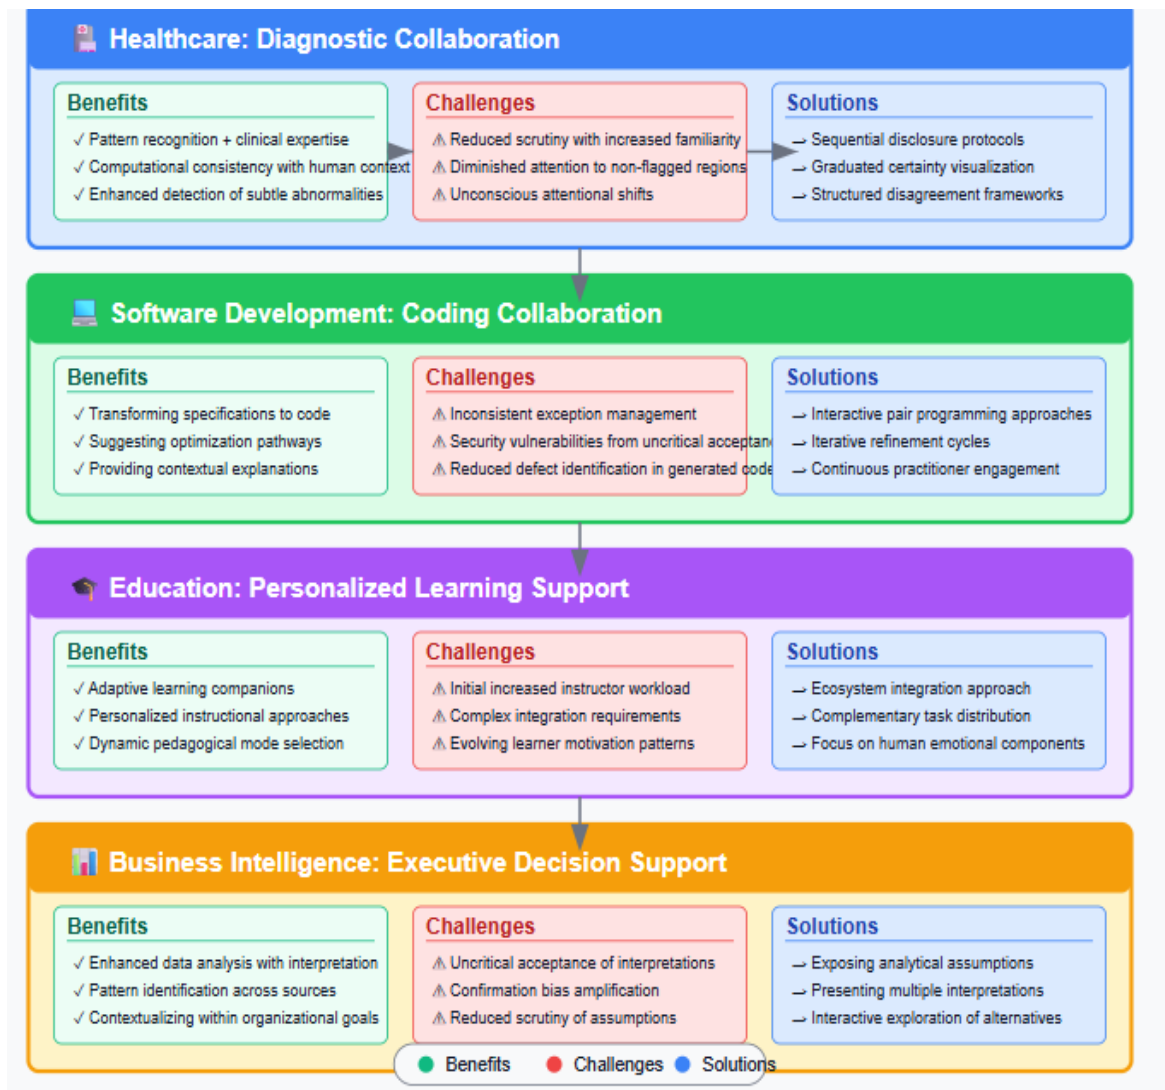 Healthcare: Diagnostic Collaboration
Benefits
✓ Pattern recognition + clinical expertise
✓ Computational consistency with human context
✓ Enhanced detection of subtle abnormalities
Challenges
⚠ Reduced scrutiny with increased familiarity
⚠ Diminished attention to non-flagged regions
⚠ Unconscious attentional shifts
Solutions
→ Sequential disclosure protocols
→ Graduated certainty visualization
→ Structured disagreement frameworks
Software Development: Coding Collaboration
Benefits
✓ Transforming specifications to code
✓ Suggesting optimization pathways
✓ Providing contextual explanations
Challenges
⚠ Inconsistent exception management
⚠ Security vulnerabilities from uncritical acceptan
⚠ Reduced defect identification in generated code
Solutions
→ Interactive pair programming approaches
→ Iterative refinement cycles
→ Continuous practitioner engagement
Education: Personalized Learning Support
Benefits
✓ Adaptive learning companions
✓ Personalized instructional approaches
✓ Dynamic pedagogical mode selection
Challenges
⚠ Initial increased instructor workload
⚠ Complex integration requirements
⚠ Evolving learner motivation patterns
Solutions
→ Ecosystem integration approach
→ Complementary task distribution
→ Focus on human emotional components
Business Intelligence: Executive Decision Support
Benefits
✓ Enhanced data analysis with interpretation
✓ Pattern identification across sources
✓ Contextualizing within organizational goals
Challenges
⚠ Uncritical acceptance of interpretations
⚠ Confirmation bias amplification
⚠ Reduced scrutiny of assumptions
Solutions
→ Exposing analytical assumptions
→ Presenting multiple interpretations
→ Interactive exploration of alternatives
Benefits Challenges Solutions